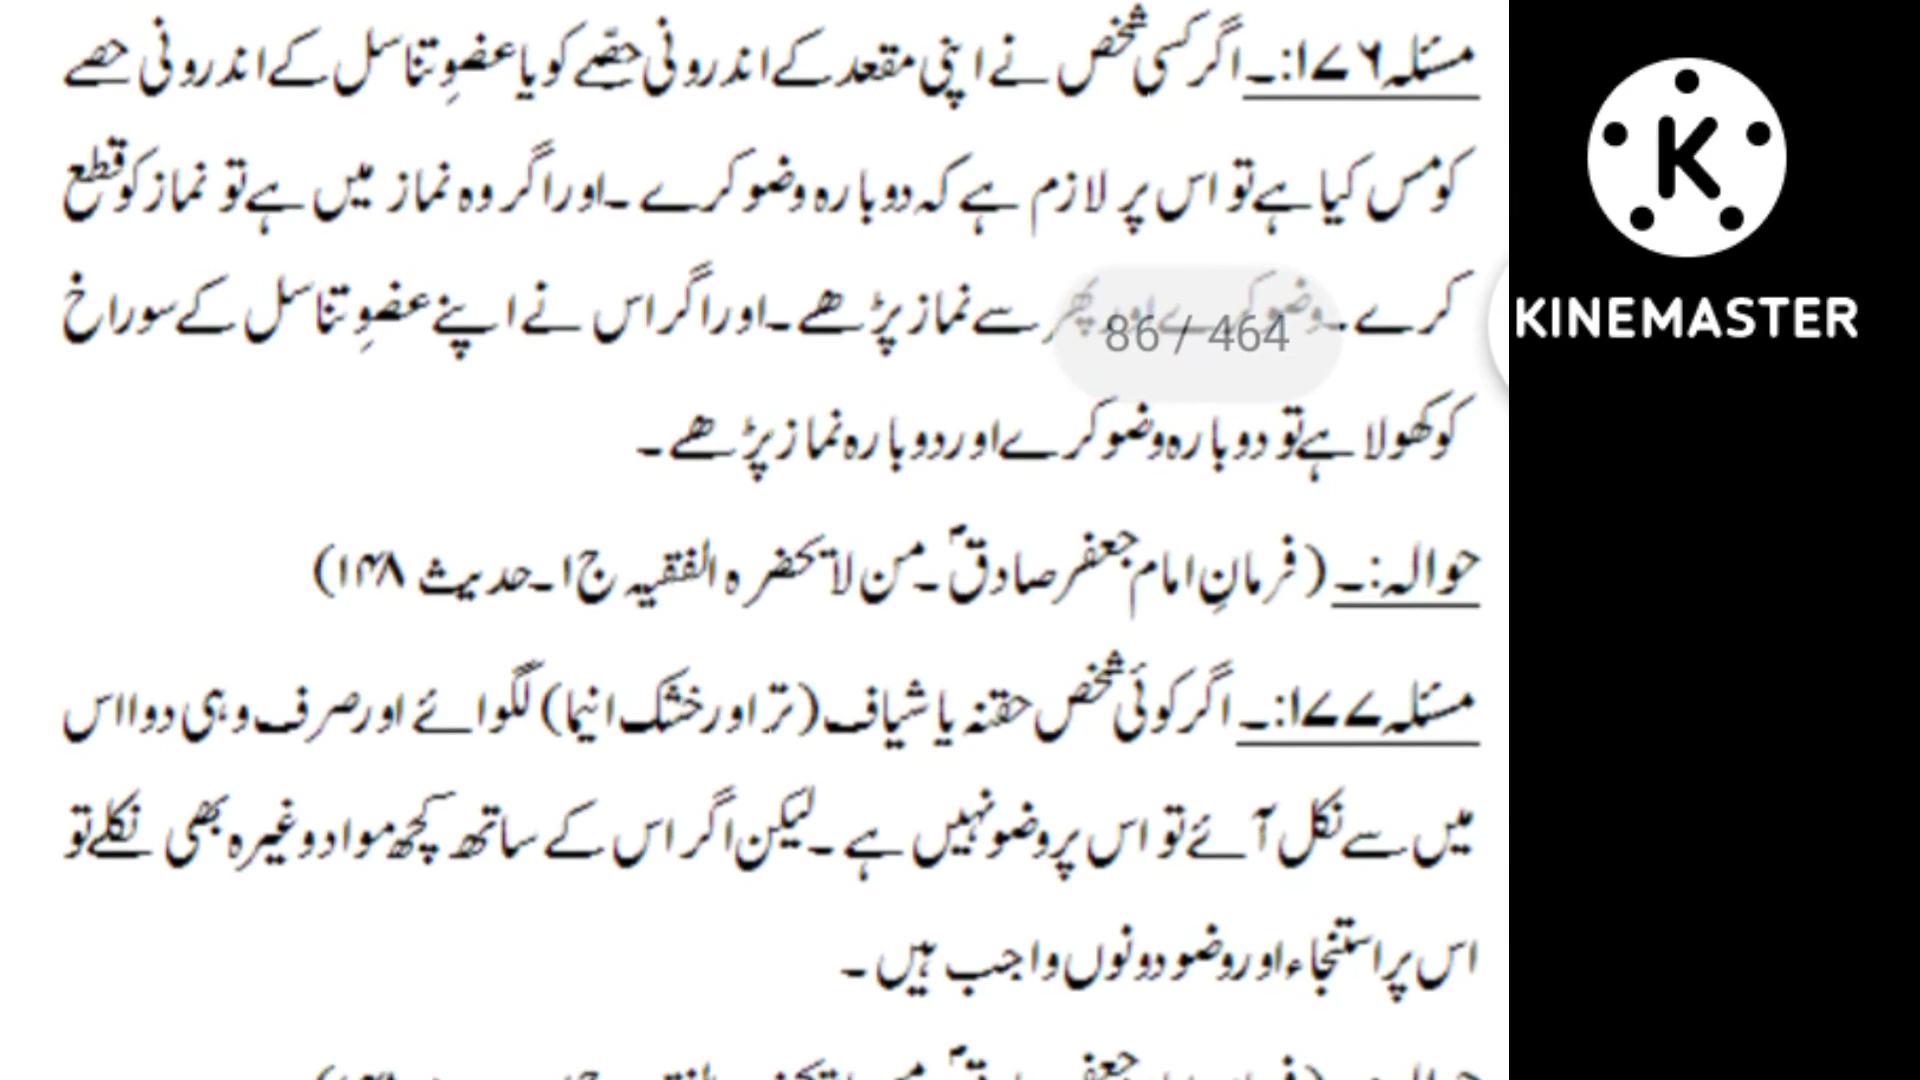 مسئلہ ۱۷۶:۔ اگر کسی شخص نے اپنی مقعد کے اندرونی حصّے کو یا عضوِ تناسل کے اندرونی حصے
کو مس کیا ہے تو اس پر لازم ہے کہ دوبارہ وضو کرے ۔ اور اگر وہ نماز میں ہے تو نماز کو قطع
کرے ۔ وضو کرے اور پھر سے نماز پڑھے ۔ اور اگر اس نے اپنے عضوِ تناسل کے سوراخ
کو کھولا ہے تو دوبارہ وضو کرے اور دوبارہ نماز پڑھے ۔
حوالہ:۔ (فرمانِ امام جعفر صادقؑ ۔ من لا تحضرہ الفقیہ ج ۱ ۔ حدیث ۱۴۸)
مسئلہ ۱۷۷:۔ اگر کوئی شخص حقنہ یا شیاف (تر اور خشک انیما) لگوائے اور صرف وہی دوا اس
میں سے نکل آئے تو اس پر وضو نہیں ہے ۔ لیکن اگر اس کے ساتھ کچھ مواد وغیرہ بھی نکلے تو
اس پر استنجاء اور وضو دونوں واجب ہیں ۔
86 / 464
K
KINEMASTER